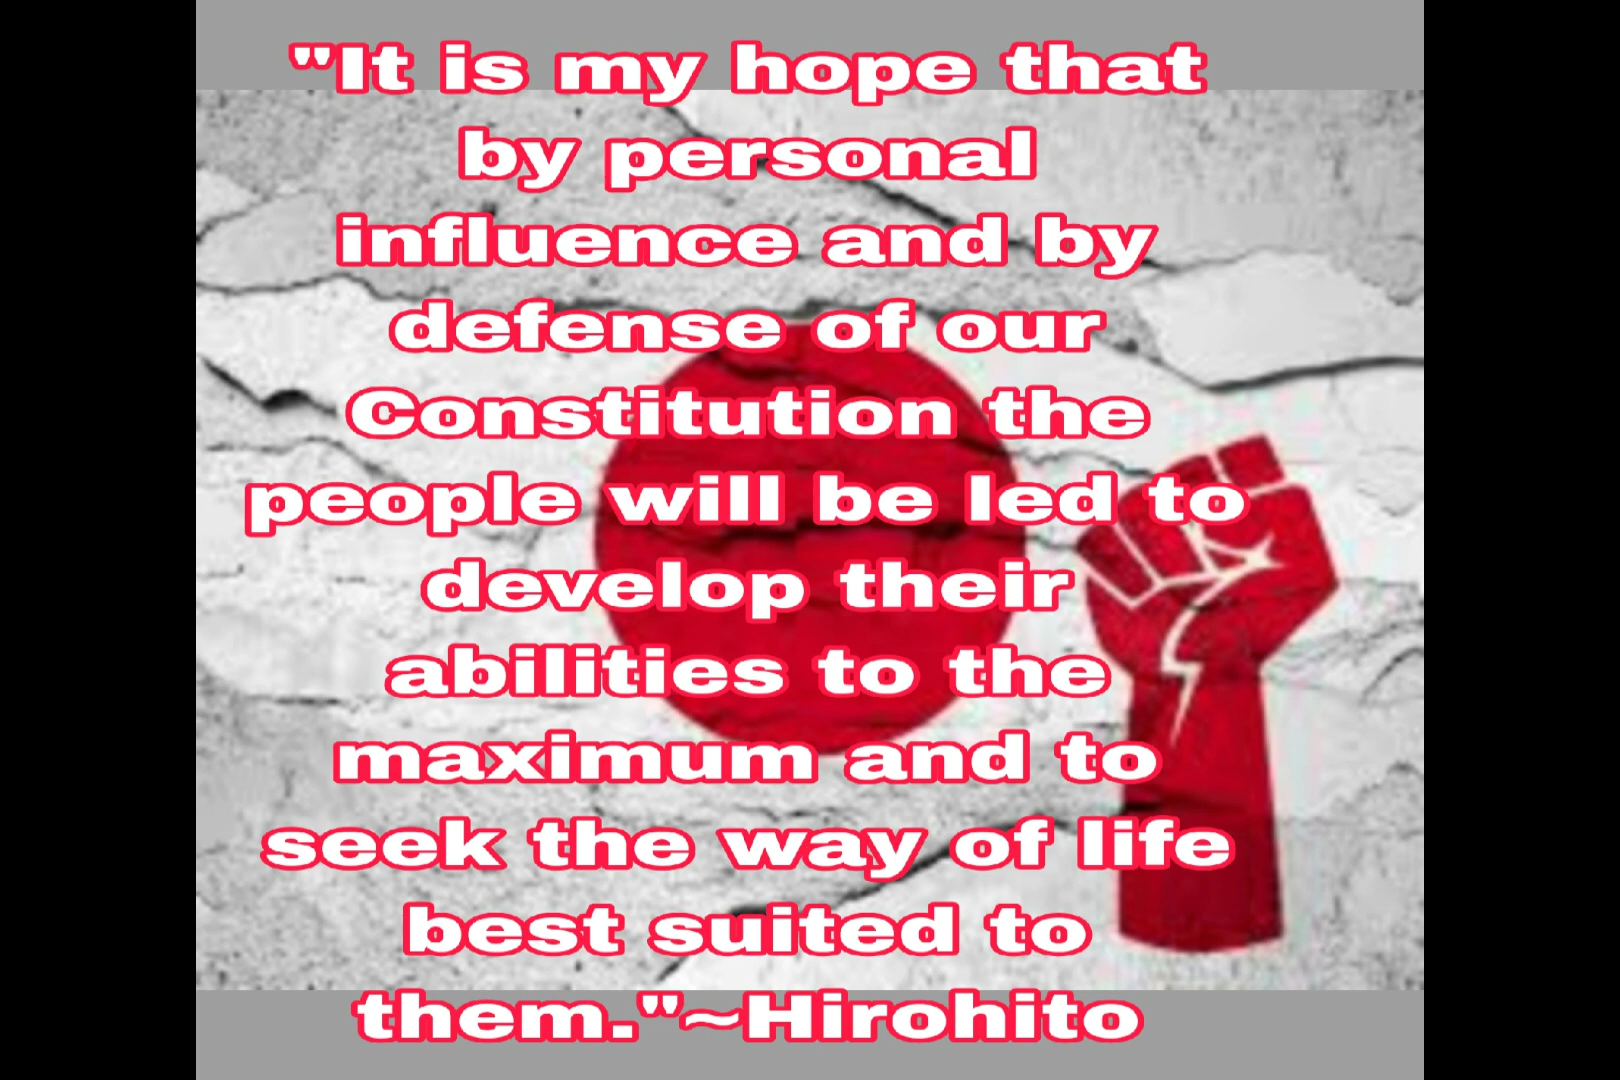 "It is my hope that
by personal
influence and by
defense of our
Constitution the
people will be led to
develop their
abilities to the
maximum and to
seek the way of life
best suited to
them."~Hirohito